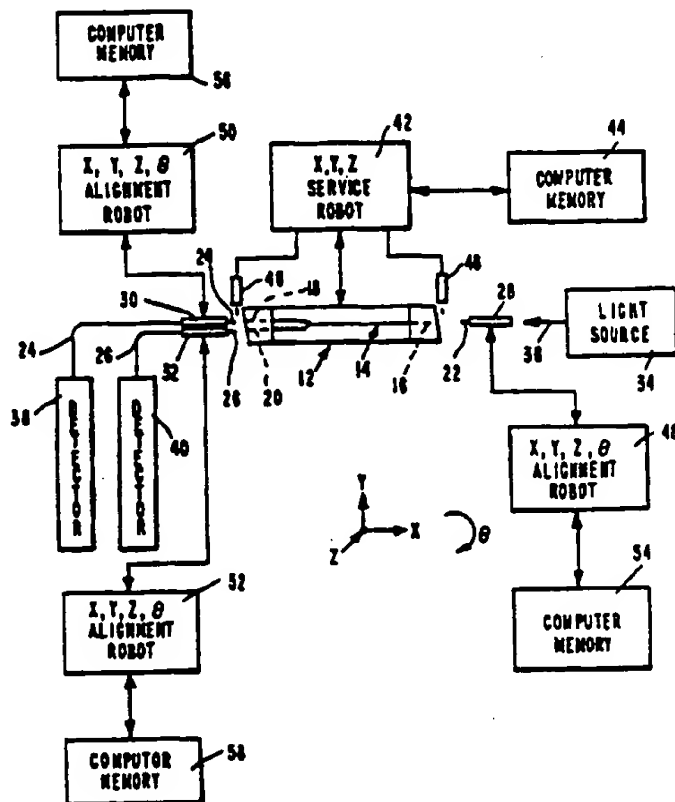 COMPUTER
MEMORY
56
50
X, Y, Z, θ
ALIGNMENT
ROBOT
42
X, Y, Z
SERVICE
ROBOT
44
COMPUTER
MEMORY
24
46
18
46
28
30
LIGHT
SOURCE
34
24
26
32
26
20
12
14
16
22
36
38
DETECTOR
40
DETECTOR
48
X, Y, Z, θ
ALIGNMENT
ROBOT
Y
X
Z
θ
52
X, Y, Z, θ
ALIGNMENT
ROBOT
54
COMPUTER
MEMORY
COMPUTOR
MEMORY
58